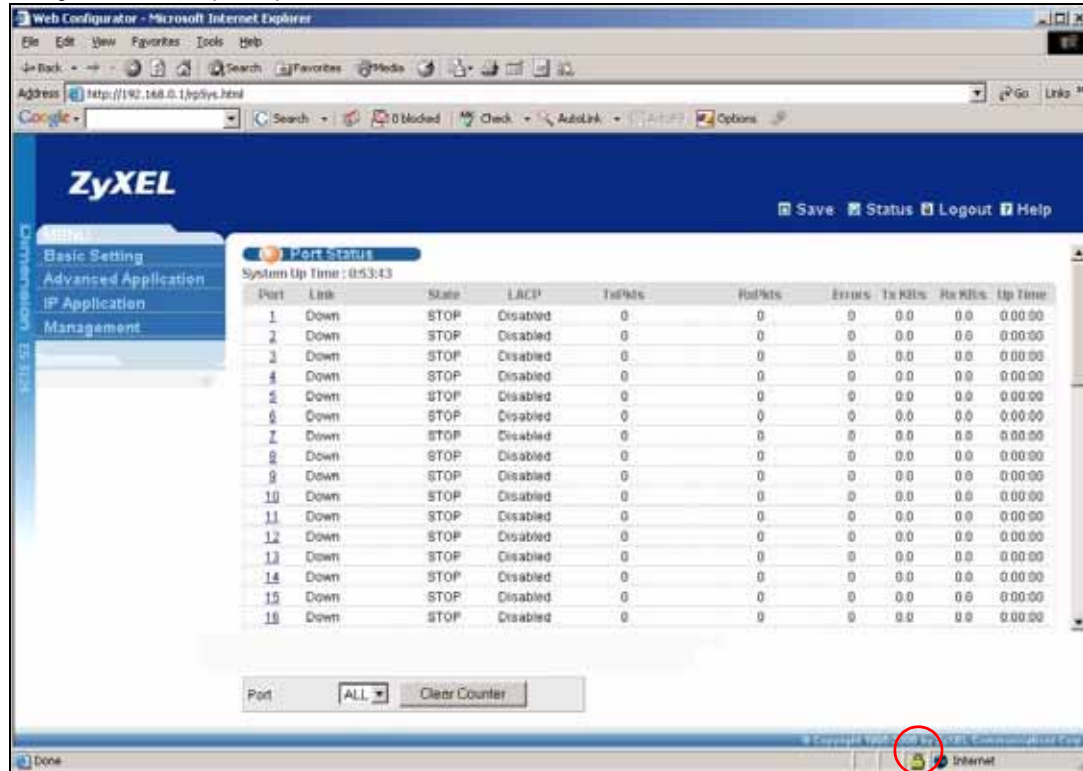 Web Configurator - Microsoft Internet Explorer
File Edit View Favorites Tools Help
Back Search Favorites Media
Address http://192.168.0.1/rpSys.html Go Links
Google Search 0 blocked Check AutoLink AutoFill Options
ZyXEL
Save Status Logout Help
Dimension ES-3124
MENU
Basic Setting
Advanced Application
IP Application
Management
Port Status
System Up Time : 0:53:43
Port Link State LACP TxPkts RxPkts Errors Tx KB/s Rx KB/s Up Time
1 Down STOP Disabled 0 0 0 0.0 0.0 0:00:00
2 Down STOP Disabled 0 0 0 0.0 0.0 0:00:00
3 Down STOP Disabled 0 0 0 0.0 0.0 0:00:00
4 Down STOP Disabled 0 0 0 0.0 0.0 0:00:00
5 Down STOP Disabled 0 0 0 0.0 0.0 0:00:00
6 Down STOP Disabled 0 0 0 0.0 0.0 0:00:00
7 Down STOP Disabled 0 0 0 0.0 0.0 0:00:00
8 Down STOP Disabled 0 0 0 0.0 0.0 0:00:00
9 Down STOP Disabled 0 0 0 0.0 0.0 0:00:00
10 Down STOP Disabled 0 0 0 0.0 0.0 0:00:00
11 Down STOP Disabled 0 0 0 0.0 0.0 0:00:00
12 Down STOP Disabled 0 0 0 0.0 0.0 0:00:00
13 Down STOP Disabled 0 0 0 0.0 0.0 0:00:00
14 Down STOP Disabled 0 0 0 0.0 0.0 0:00:00
15 Down STOP Disabled 0 0 0 0.0 0.0 0:00:00
16 Down STOP Disabled 0 0 0 0.0 0.0 0:00:00
Port ALL Clear Counter
© Copyright by ZyXEL Communications Corp
Done Internet